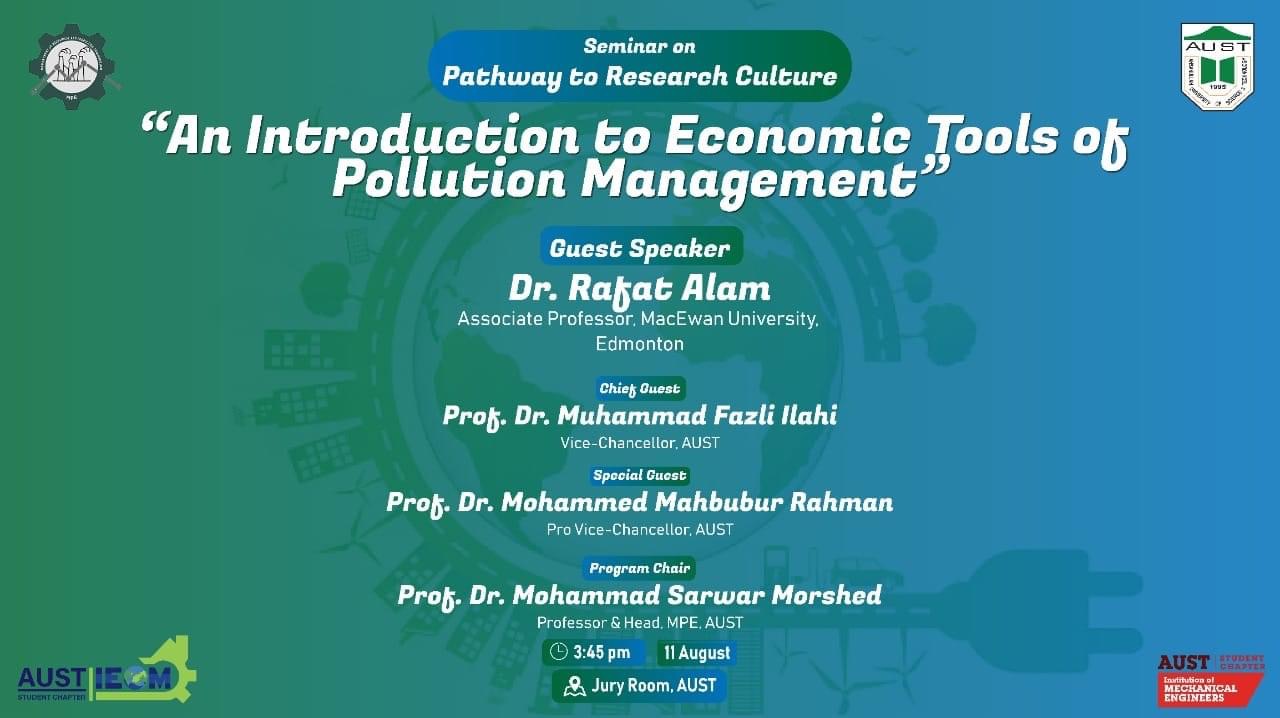 Seminar on
Pathway to Research Culture
AUST
1995
MPE
“An Introduction to Economic Tools of
Pollution Management”
Guest Speaker
Dr. Rafat Alam
Associate Professor, MacEwan University,
Edmonton
Chief Guest
Prof. Dr. Muhammad Fazli Ilahi
Vice-Chancellor, AUST
Special Guest
Prof. Dr. Mohammed Mahbubur Rahman
Pro Vice-Chancellor, AUST
Program Chair
Prof. Dr. Mohammad Sarwar Morshed
Professor & Head, MPE, AUST
3:45 pm 11 August
Jury Room, AUST
AUST IEOM
STUDENT CHAPTER
AUST STUDENT
CHAPTER
Institution of
MECHANICAL
ENGINEERS